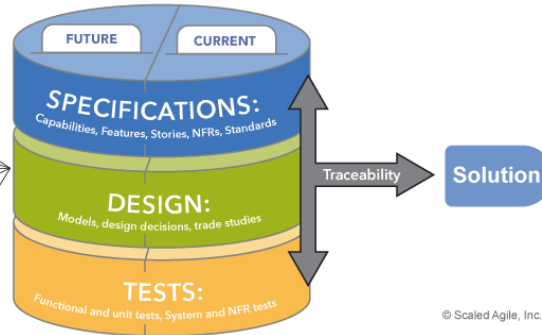 FUTURE CURRENT
SPECIFICATIONS:
Capabilities, Features, Stories, NFRs, Standards
Traceability
Solution
DESIGN:
Models, design decisions, trade studies
TESTS:
Functional and unit tests, System and NFR tests
© Scaled Agile, Inc.